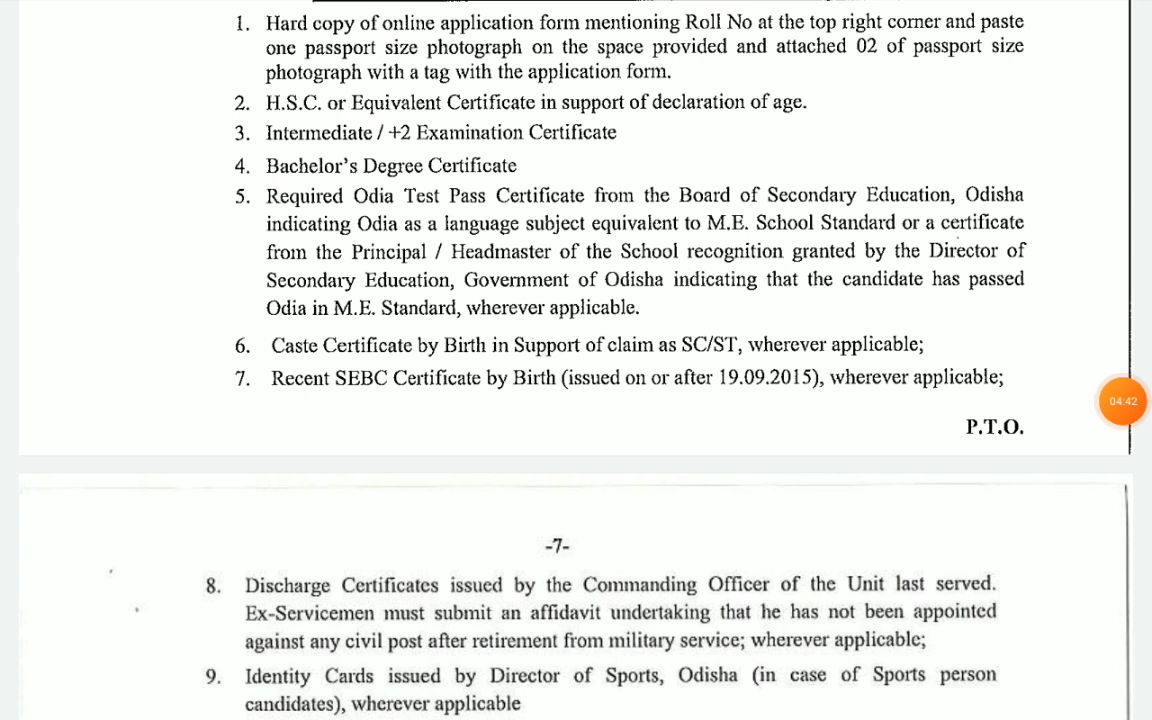 1. Hard copy of online application form mentioning Roll No at the top right corner and paste
one passport size photograph on the space provided and attached 02 of passport size
photograph with a tag with the application form.
2. H.S.C. or Equivalent Certificate in support of declaration of age.
3. Intermediate / +2 Examination Certificate
4. Bachelor's Degree Certificate
5. Required Odia Test Pass Certificate from the Board of Secondary Education, Odisha
indicating Odia as a language subject equivalent to M.E. School Standard or a certificate
from the Principal / Headmaster of the School recognition granted by the Director of
Secondary Education, Government of Odisha indicating that the candidate has passed
Odia in M.E. Standard, wherever applicable.
6. Caste Certificate by Birth in Support of claim as SC/ST, wherever applicable;
7. Recent SEBC Certificate by Birth (issued on or after 19.09.2015), wherever applicable;
04:42
P.T.O.
-7-
8. Discharge Certificates issued by the Commanding Officer of the Unit last served.
Ex-Servicemen must submit an affidavit undertaking that he has not been appointed
against any civil post after retirement from military service; wherever applicable;
9. Identity Cards issued by Director of Sports, Odisha (in case of Sports person
candidates), wherever applicable